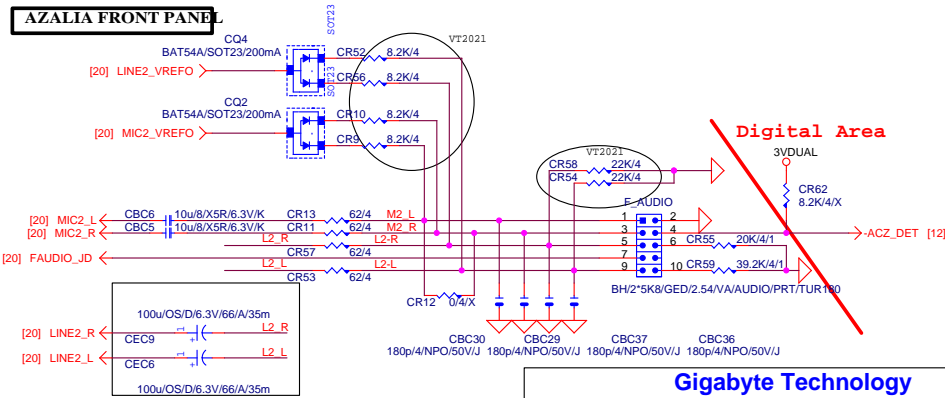 AZALIA FRONT PANEL
SOT23
CQ4
BAT54A/SOT23/200mA
CR52
8.2K/4
VT2021
[20] LINE2_VREFO
CR56
8.2K/4
SOT23
CQ2
BAT54A/SOT23/200mA
CR10
8.2K/4
[20] MIC2_VREFO
CR9
8.2K/4
Digital Area
3VDUAL
VT2021
CR58
22K/4
CR54
22K/4
CR62
8.2K/4/X
F_AUDIO
[20] MIC2_L
CBC6
10u/8/X5R/6.3V/K
CR13
62/4
M2_L
1
2
[20] MIC2_R
CBC5
10u/8/X5R/6.3V/K
CR11
62/4
M2_R
3
4
-ACZ_DET [12]
L2_R
L2-R
5
6
CR55
20K/4/1
[20] FAUDIO_JD
CR57
62/4
7
8
L2_L
L2-L
9
10
CR59
39.2K/4/1
CR53
62/4
BH/2*5K8/GED/2.54/VA/AUDIO/PRT/TUR180
CR12
0/4/X
100u/OS/D/6.3V/66/A/35m
[20] LINE2_R
1
L2_R
CEC9
+
[20] LINE2_L
1
L2_L
CEC6
+
100u/OS/D/6.3V/66/A/35m
CBC30
CBC29
CBC37
CBC36
180p/4/NPO/50V/J
180p/4/NPO/50V/J
180p/4/NPO/50V/J
180p/4/NPO/50V/J
Gigabyte Technology